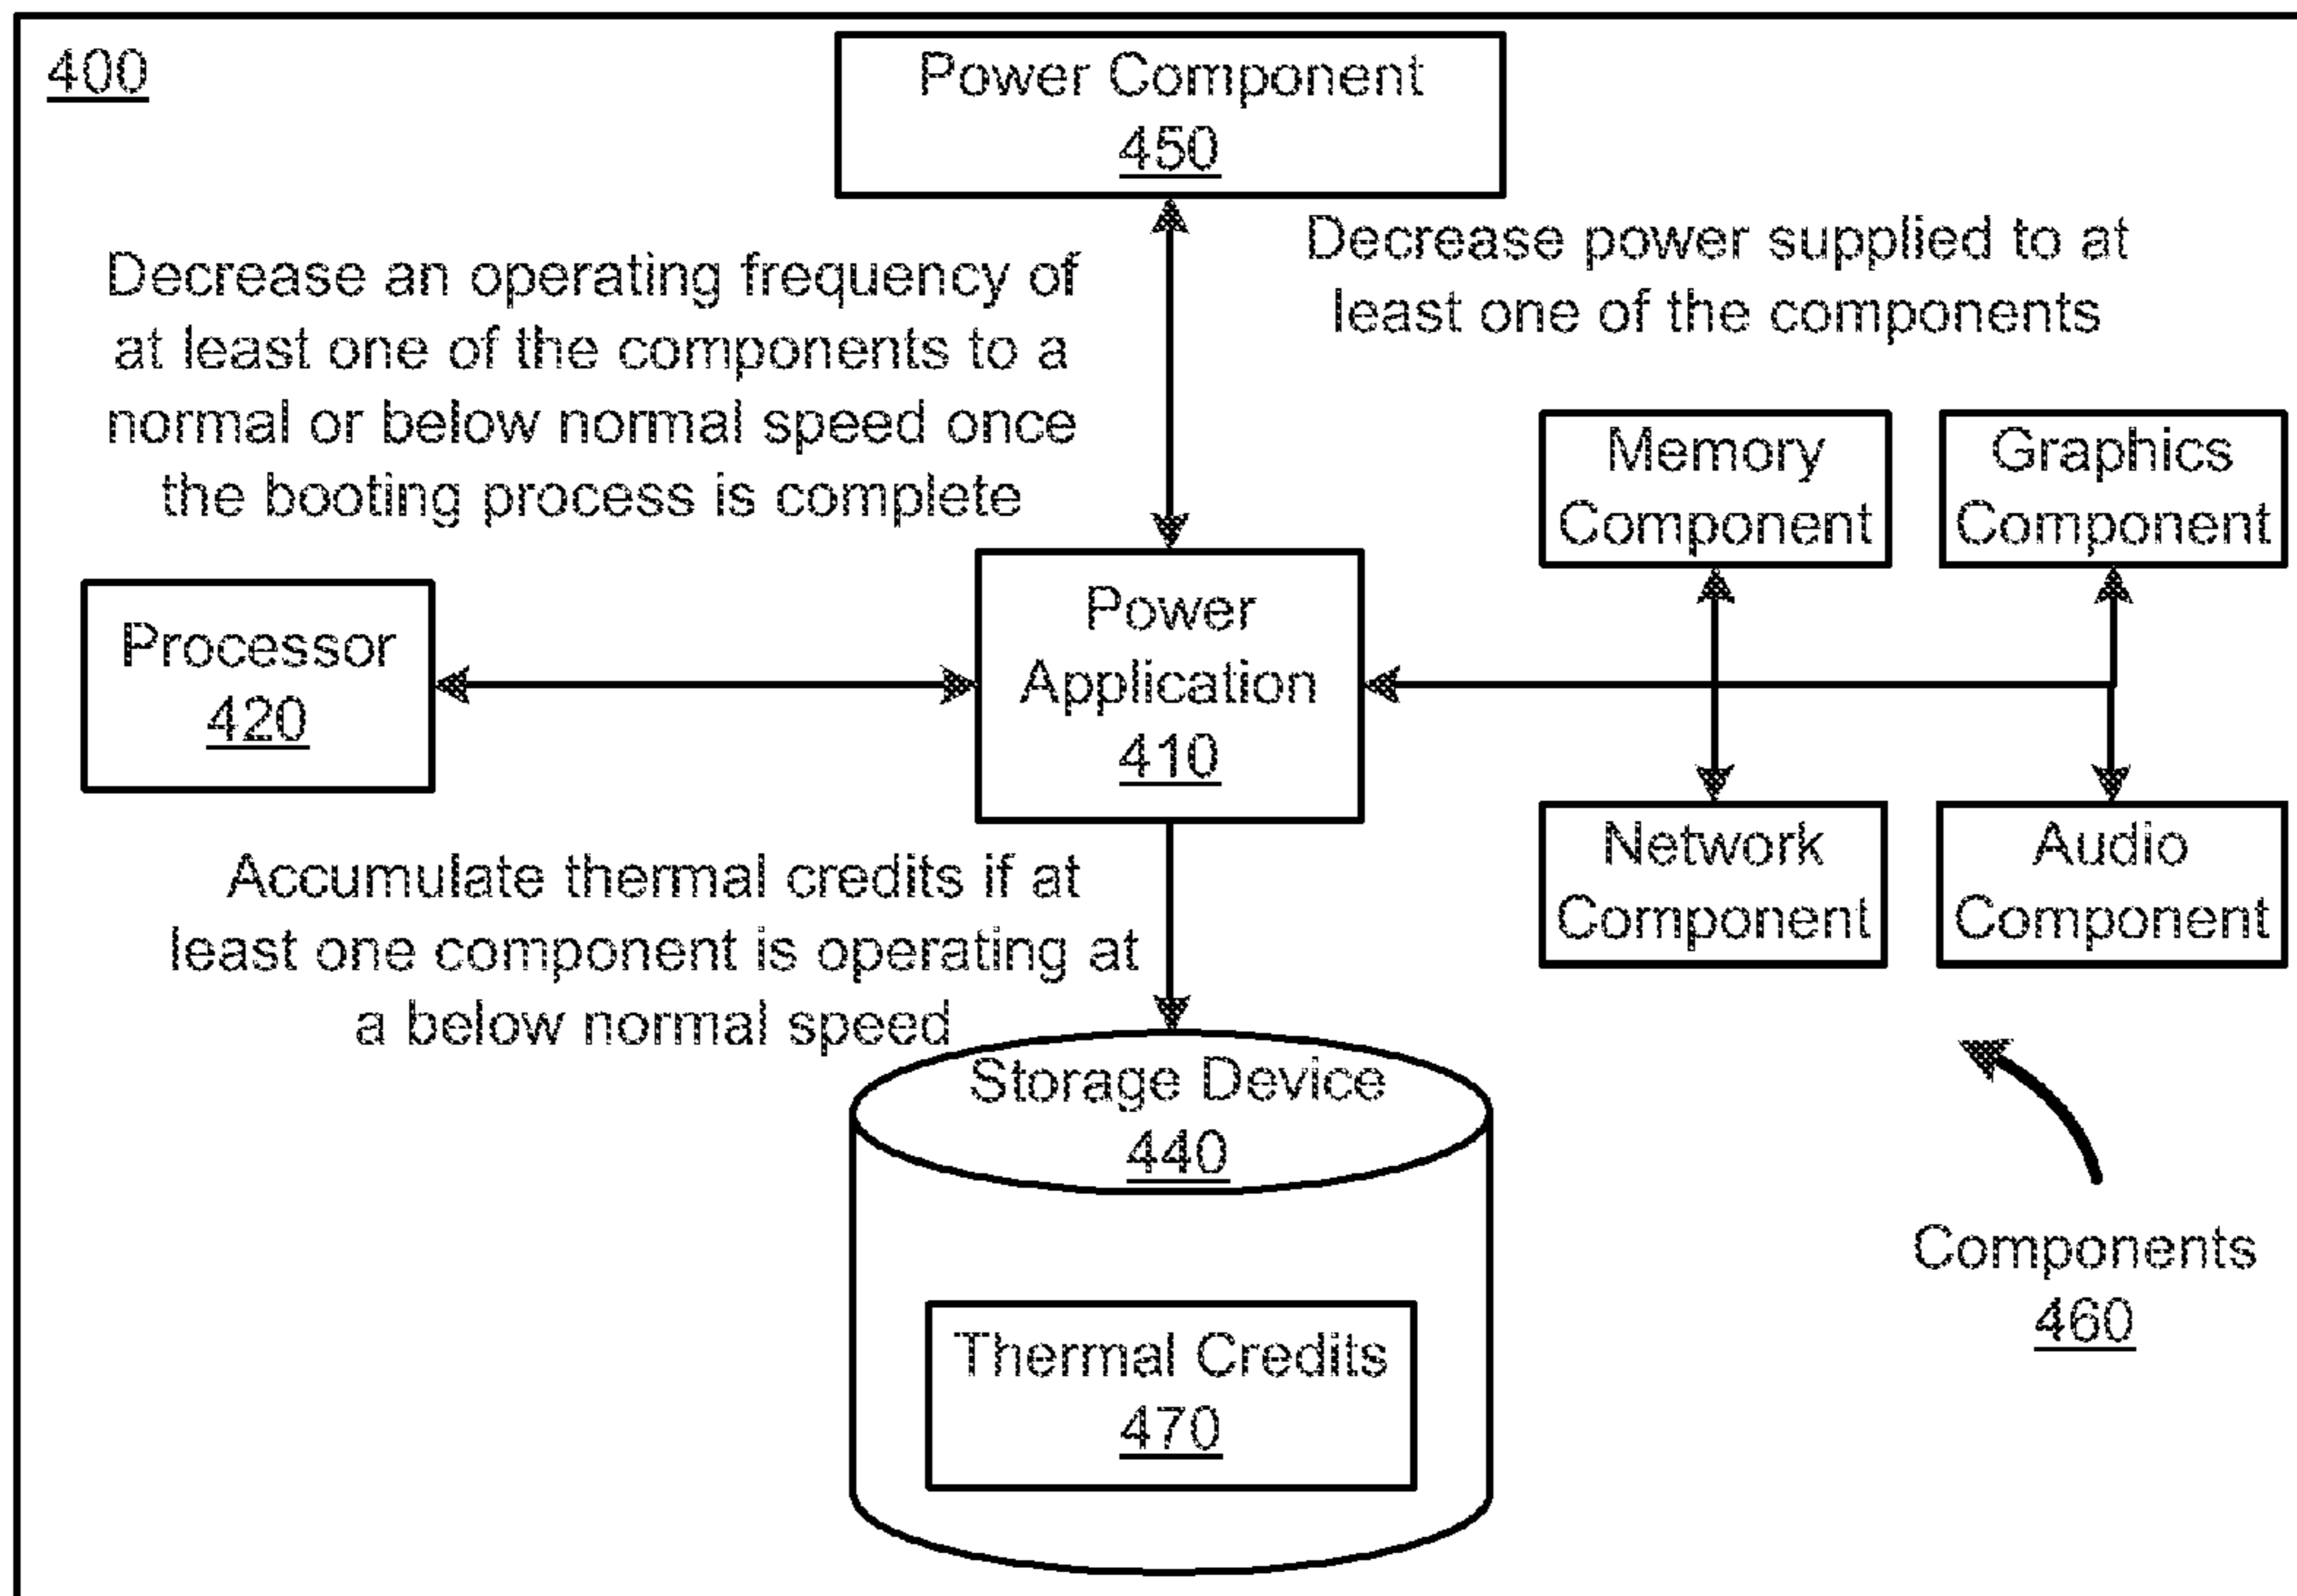 400
Power Component
450
Decrease an operating frequency of
at least one of the components to a
normal or below normal speed once
the booting process is complete
Decrease power supplied to at
least one of the components
Memory
Component
Graphics
Component
Processor
420
Power
Application
410
Network
Component
Audio
Component
Accumulate thermal credits if at
least one component is operating at
a below normal speed
Storage Device
440
Thermal Credits
470
Components
460